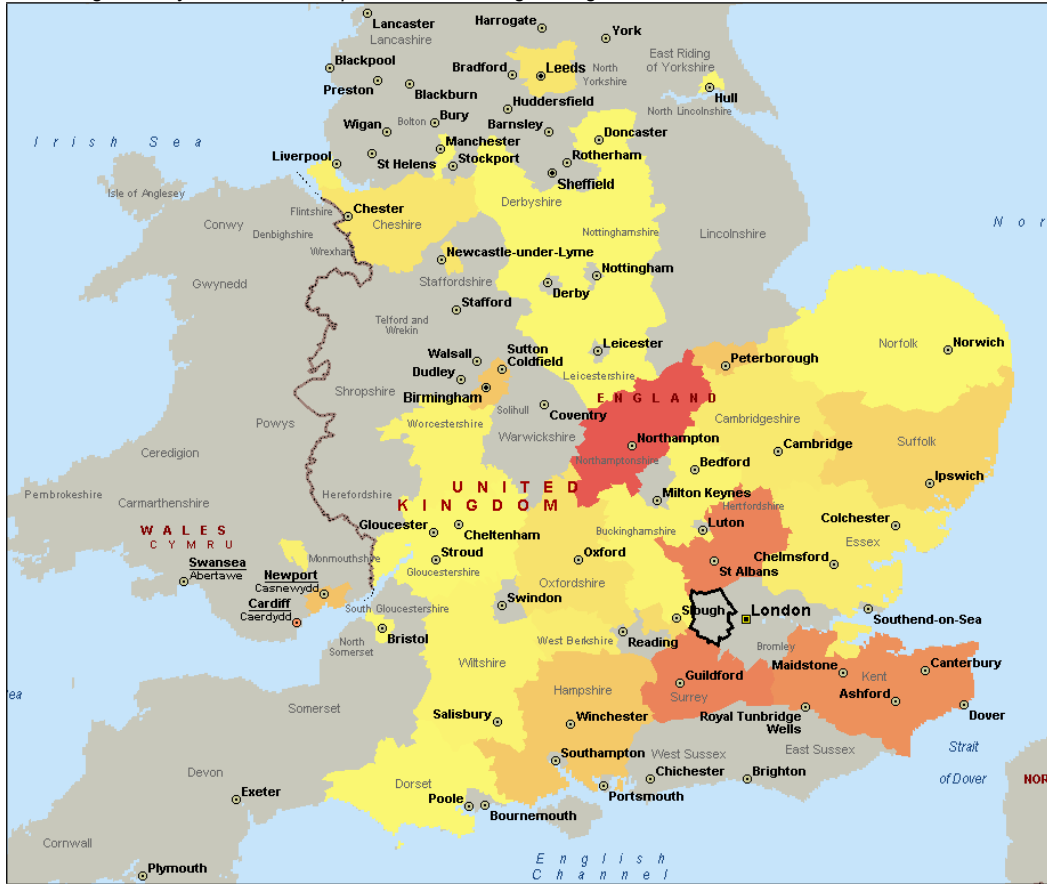 Lancaster
Lancashire
Harrogate
York
East Riding
of Yorkshire
Blackpool
Bradford
Leeds
North
Yorkshire
Preston
Blackburn
Hull
Huddersfield
North Lincolnshire
Bury
Bolton
Wigan
Barnsley
Doncaster
Irish Sea
Manchester
Liverpool
St Helens
Stockport
Rotherham
Sheffield
Isle of Anglesey
Flintshire
Chester
Cheshire
Derbyshire
Conwy
Denbighshire
Wrexham
Nottinghamshire
Lincolnshire
Nor
Newcastle-under-Lyme
Gwynedd
Staffordshire
Nottingham
Derby
Stafford
Telford and
Wrekin
Walsall
Sutton
Coldfield
Leicester
Norfolk
Norwich
Dudley
Leicestershire
Peterborough
Shropshire
Birmingham
ENGLAND
Solihull
Coventry
Powys
Worcestershire
Warwickshire
Cambridgeshire
Northampton
Cambridge
Suffolk
Ceredigion
Northamptonshire
Bedford
Pembrokeshire
Carmarthenshire
Herefordshire
UNITED
KINGDOM
Milton Keynes
Ipswich
Hertfordshire
WALES
CYMRU
Gloucester
Cheltenham
Buckinghamshire
Luton
Colchester
Essex
Monmouthshire
Stroud
Gloucestershire
Oxford
Chelmsford
St Albans
Swansea
Abertawe
Newport
Casnewydd
Oxfordshire
Cardiff
Caerdydd
South Gloucestershire
Swindon
Slough
London
Southend-on-Sea
Bristol
North
Somerset
West Berkshire
Reading
Bromley
Wiltshire
Guildford
Surrey
Maidstone
Kent
Canterbury
ea
Hampshire
Ashford
Somerset
Salisbury
Winchester
Royal Tunbridge
Wells
Dover
Southampton
West Sussex
East Sussex
Strait
of Dover
Devon
Dorset
Chichester
Brighton
NOR
Exeter
Poole
Bournemouth
Portsmouth
Cornwall
Plymouth
English
Channel